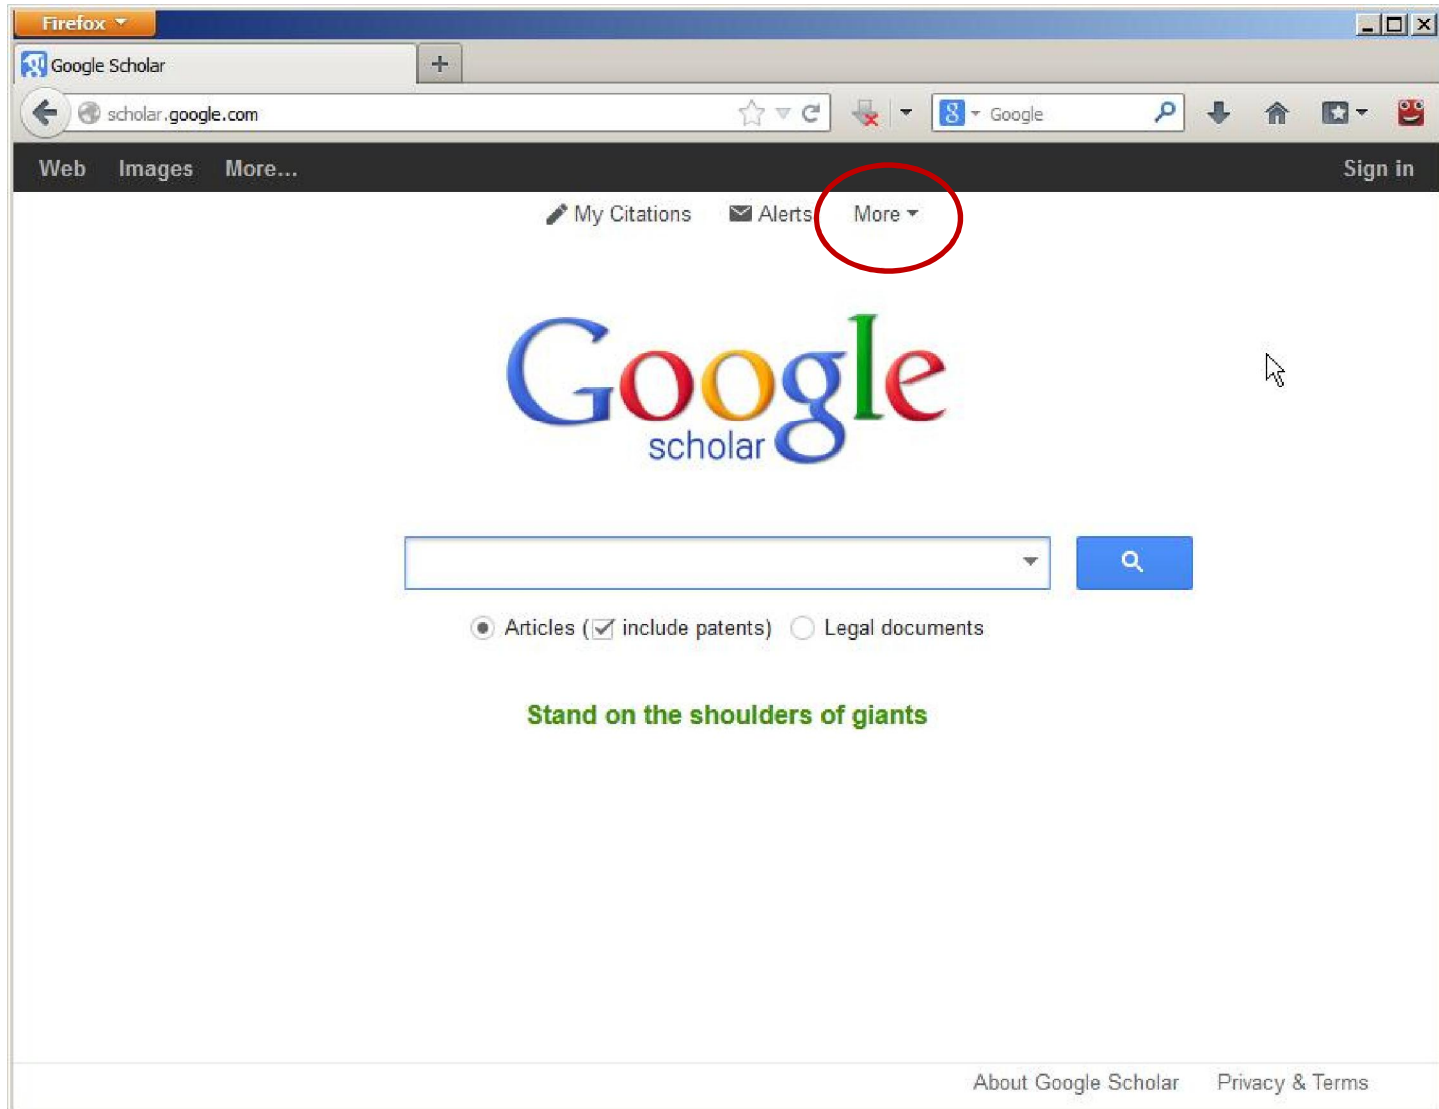 Firefox
Google Scholar
scholar.google.com
8 Google
Web Images More... Sign in
My Citations Alerts More
Google
scholar
Articles ( include patents) Legal documents
Stand on the shoulders of giants
About Google Scholar Privacy & Terms